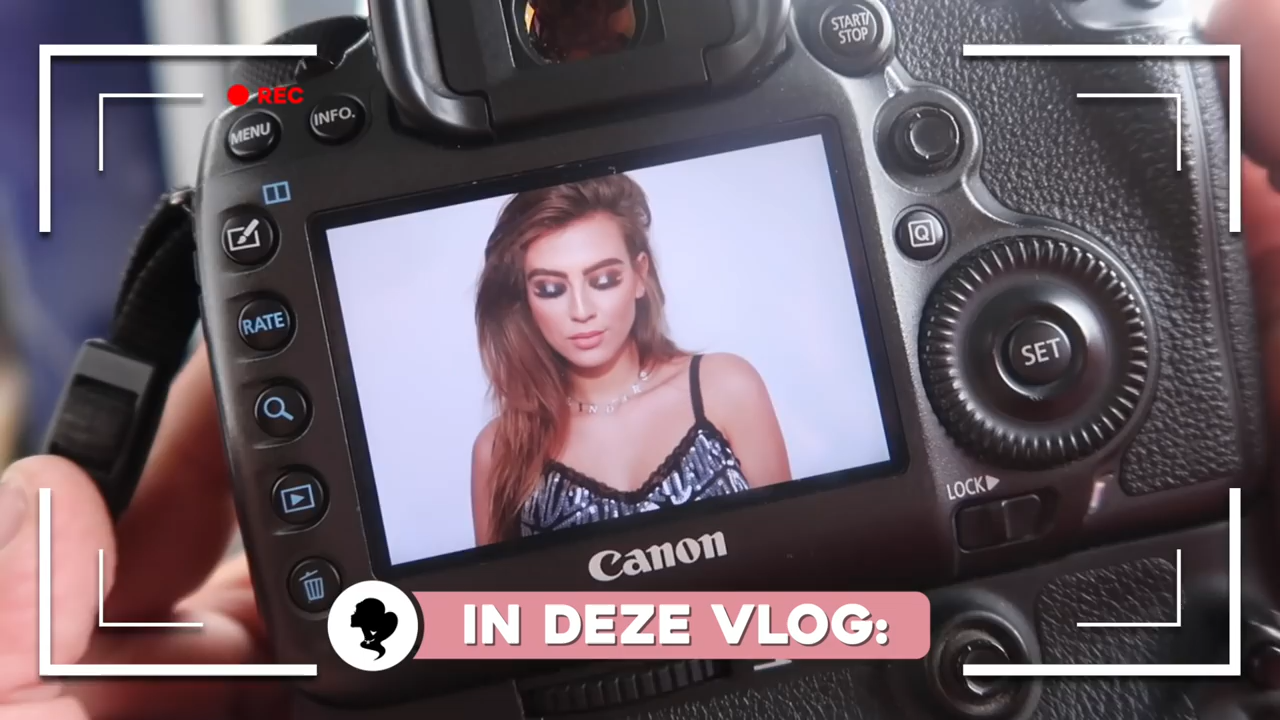 START/
STOP
REC
MENU
INFO.
Q
RATE
SET
LOCK
Canon
IN DEZE VLOG: